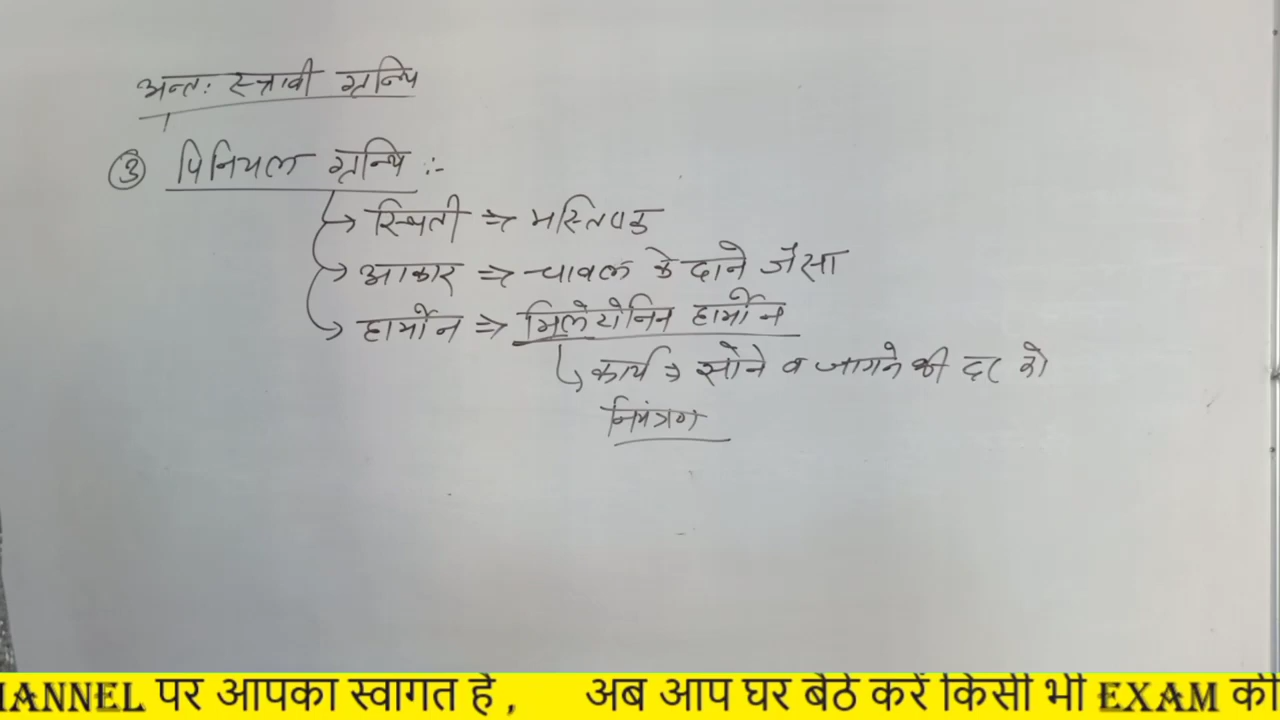 अन्तः स्त्रावी ग्रन्थि
③ पिनियल ग्रन्थि :-
→ स्थिती ⇒ मस्तिष्क
→ आकार ⇒ चावल के दाने जैसा
→ हार्मोन ⇒ मिलेटोनिन हार्मोन
↳ कार्य ⇒ सोने व जागने की दर को
नियंत्रण
HANNEL पर आपका स्वागत है , अब आप घर बैठे करें किसी भी EXAM की